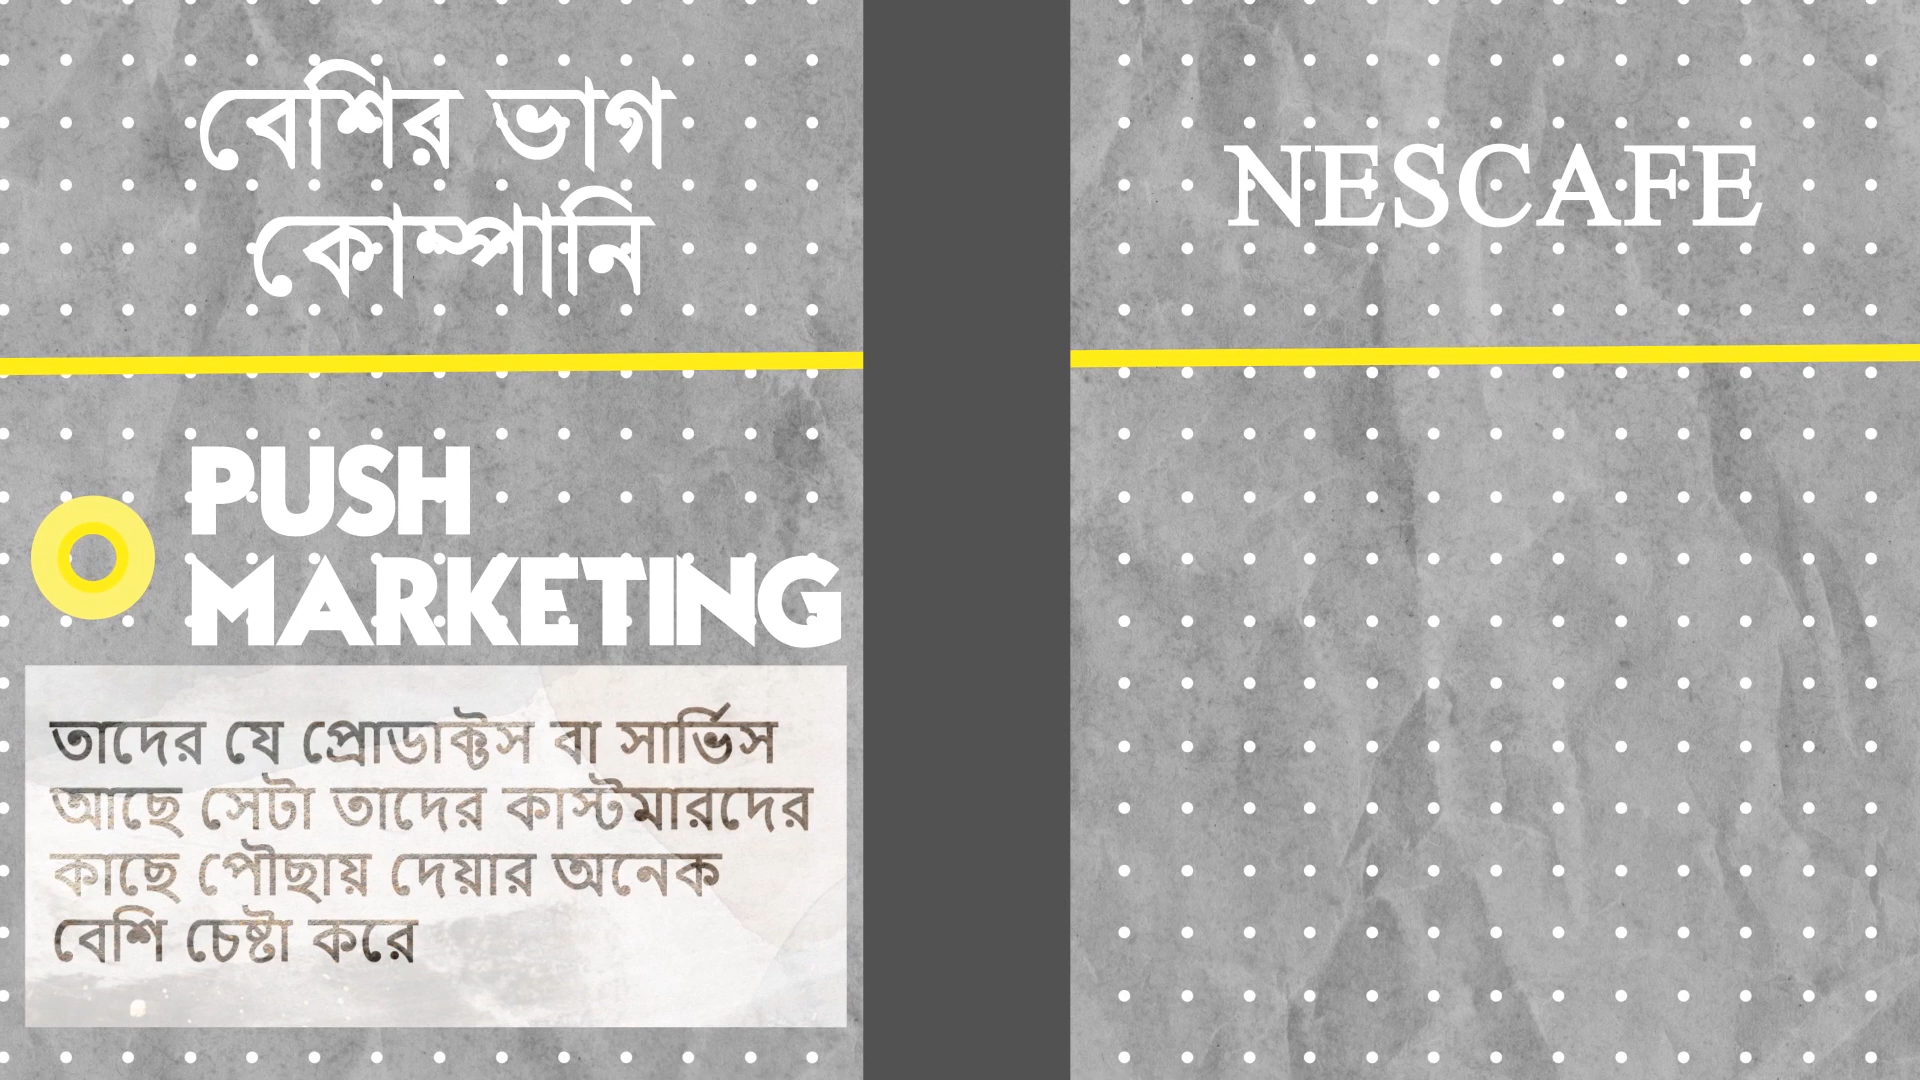 বেশির ভাগ
কোম্পানি
PUSH
MARKETING
তাদের যে প্রোডাক্টস বা সার্ভিস
আছে সেটা তাদের কাস্টমারদের
কাছে পৌছায় দেয়ার অনেক
বেশি চেষ্টা করে
NESCAFE